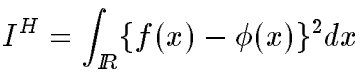 I^H = \int_{\mathbb{R}} \{f(x) - \phi(x)\}^2 dx